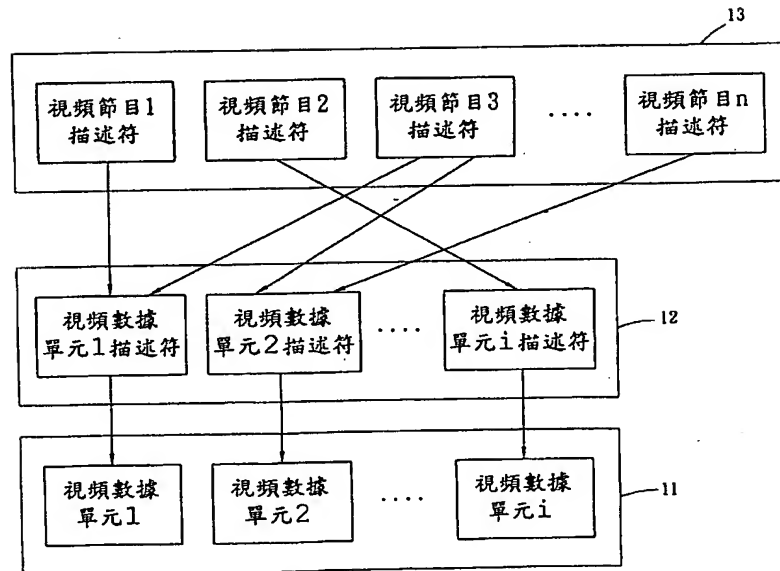 13
視頻節目1
描述符
視頻節目2
描述符
視頻節目3
描述符
....
視頻節目n
描述符
視頻數據
單元1描述符
視頻數據
單元2描述符
....
視頻數據
單元i描述符
12
視頻數據
單元1
視頻數據
單元2
....
視頻數據
單元i
11